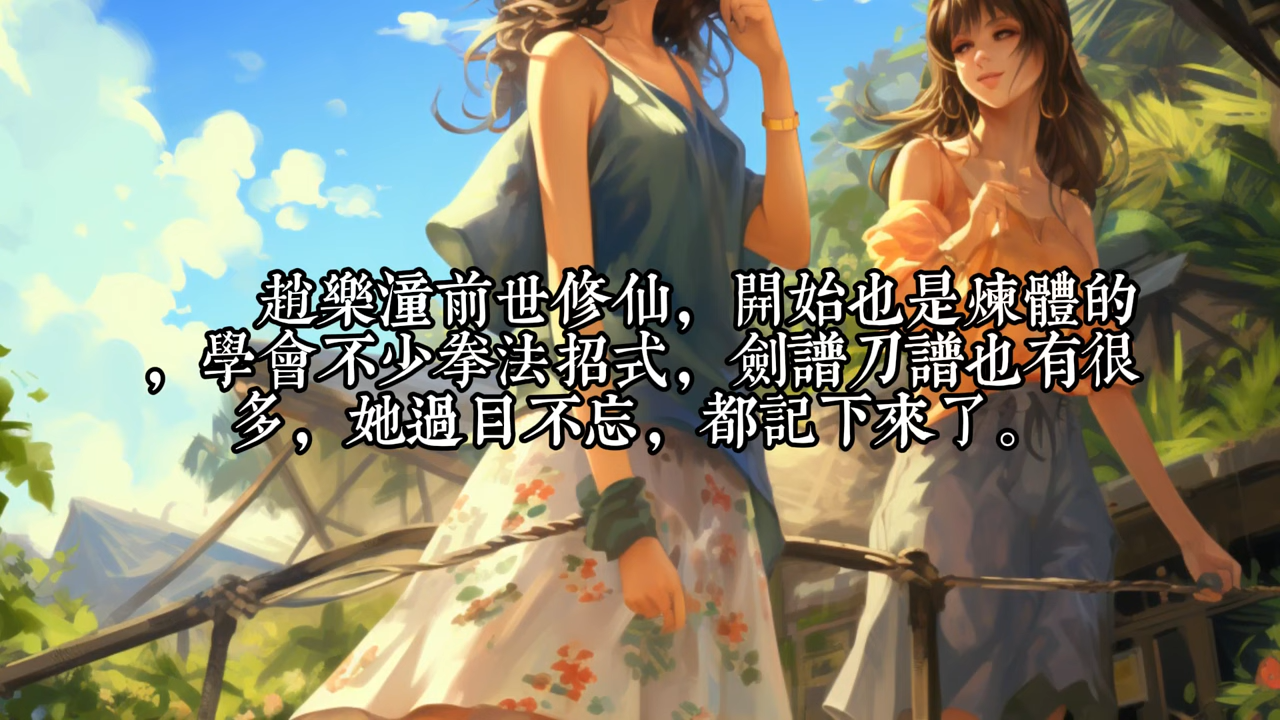 趙樂潼前世修仙，開始也是煉體的
，學會不少拳法招式，劍譜刀譜也有很
多，她過目不忘，都記下來了。